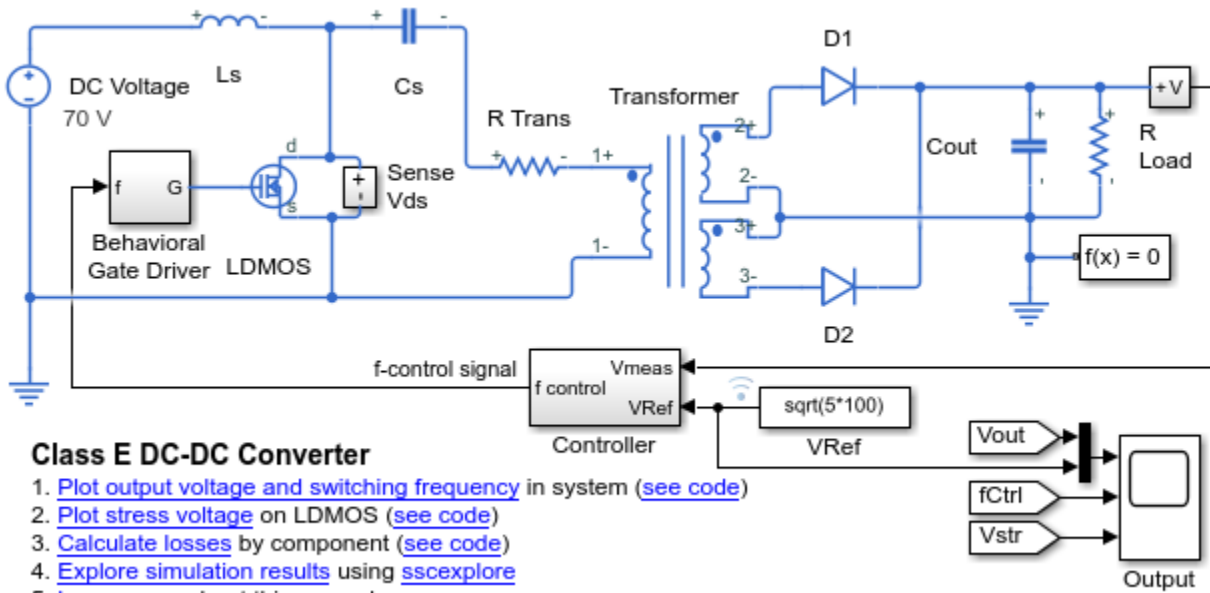 + -
+ -
D1
DC Voltage
Ls
Cs
70 V
Transformer
R Trans
2+
+V
+ +
R
Load
Cout
d
+ -
1+
2-
Sense
Vds
+
-
f G
s
3+
- -
Behavioral
Gate Driver
LDMOS
1-
3-
f(x) = 0
D2
f-control signal
Vmeas
f control
VRef
sqrt(5*100)
Controller
VRef
Vout
fCtrl
Vstr
Output
Class E DC-DC Converter
1. Plot output voltage and switching frequency in system (see code)
2. Plot stress voltage on LDMOS (see code)
3. Calculate losses by component (see code)
4. Explore simulation results using sscexplore